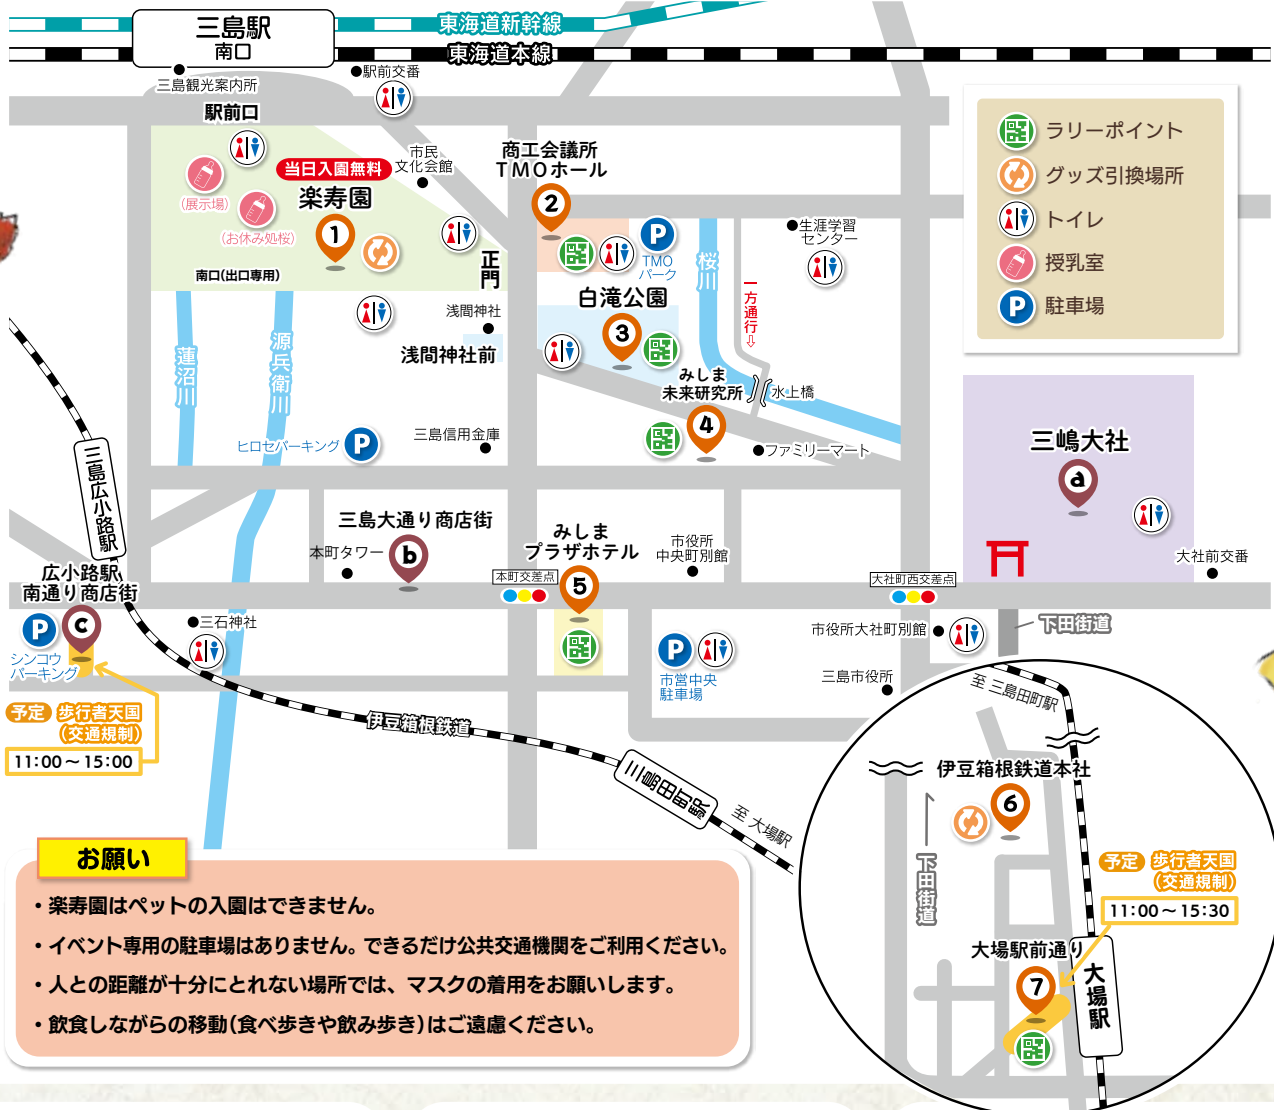 三島駅
南口
東海道新幹線
東海道本線
三島観光案内所
駅前交番
駅前口
市民
文化会館
当日入園無料
楽寿園
1
(展示場)
(お休み処桜)
南口(出口専用)
正門
商工会議所
TMOホール
2
P
TMO
パーク
桜川
生涯学習
センター
一方通行
ラリーポイント
グッズ引換場所
トイレ
授乳室
P
駐車場
白滝公園
3
浅間神社
浅間神社前
蓮沼川
源兵衛川
みしま
未来研究所
4
水上橋
ファミリーマート
ヒロセパーキング
P
三島信用金庫
三嶋大社
a
三島広小路駅
三島大通り商店街
本町タワー
b
みしま
プラザホテル
本町交差点
5
市役所
中央町別館
大社町西交差点
大社前交番
広小路駅
南通り商店街
P
c
シンコウ
パーキング
三石神社
P
市営中央
駐車場
市役所大社町別館
下田街道
三島市役所
予定
歩行者天国
(交通規制)
11:00~15:00
伊豆箱根鉄道
三島田町駅
至 大場駅
至 三島田町駅
伊豆箱根鉄道本社
6
下田街道
予定
歩行者天国
(交通規制)
11:00~15:30
大場駅前通り
7
大場駅
お願い
・楽寿園はペットの入園はできません。
・イベント専用の駐車場はありません。できるだけ公共交通機関をご利用ください。
・人との距離が十分にとれない場所では、マスクの着用をお願いします。
・飲食しながらの移動(食べ歩きや飲み歩き)はご遠慮ください。